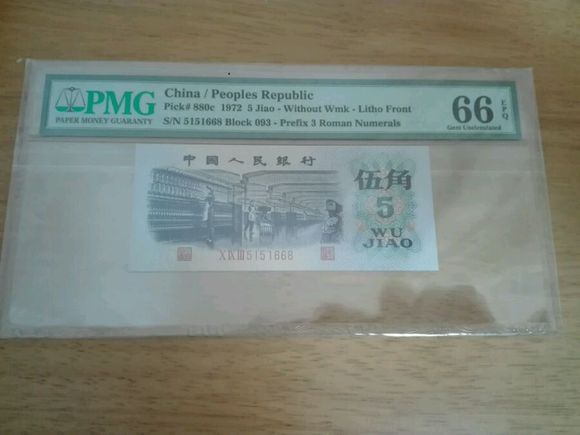 PMG
PAPER MONEY GUARANTY
China / Peoples Republic
Pick# 880c 1972 5 Jiao - Without Wmk - Litho Front
S/N 5151668 Block 093 - Prefix 3 Roman Numerals
66 EPQ
Gem Uncirculated
中國人民銀行
伍角
5
WU
JIAO
X IX III 5151668